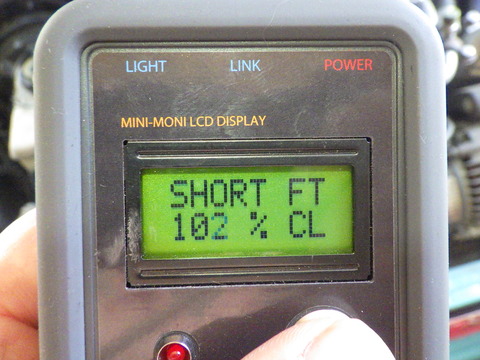 LIGHT LINK POWER
MINI-MONI LCD DISPLAY
SHORT FT
102 % CL